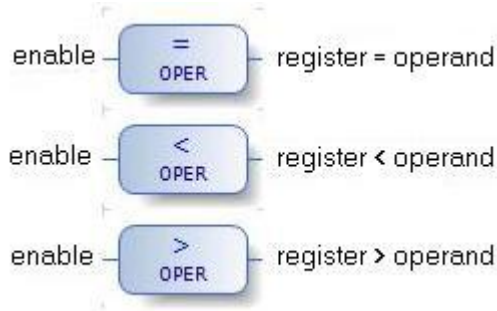 =
enable OPER register = operand
<
enable OPER register < operand
>
enable OPER register > operand